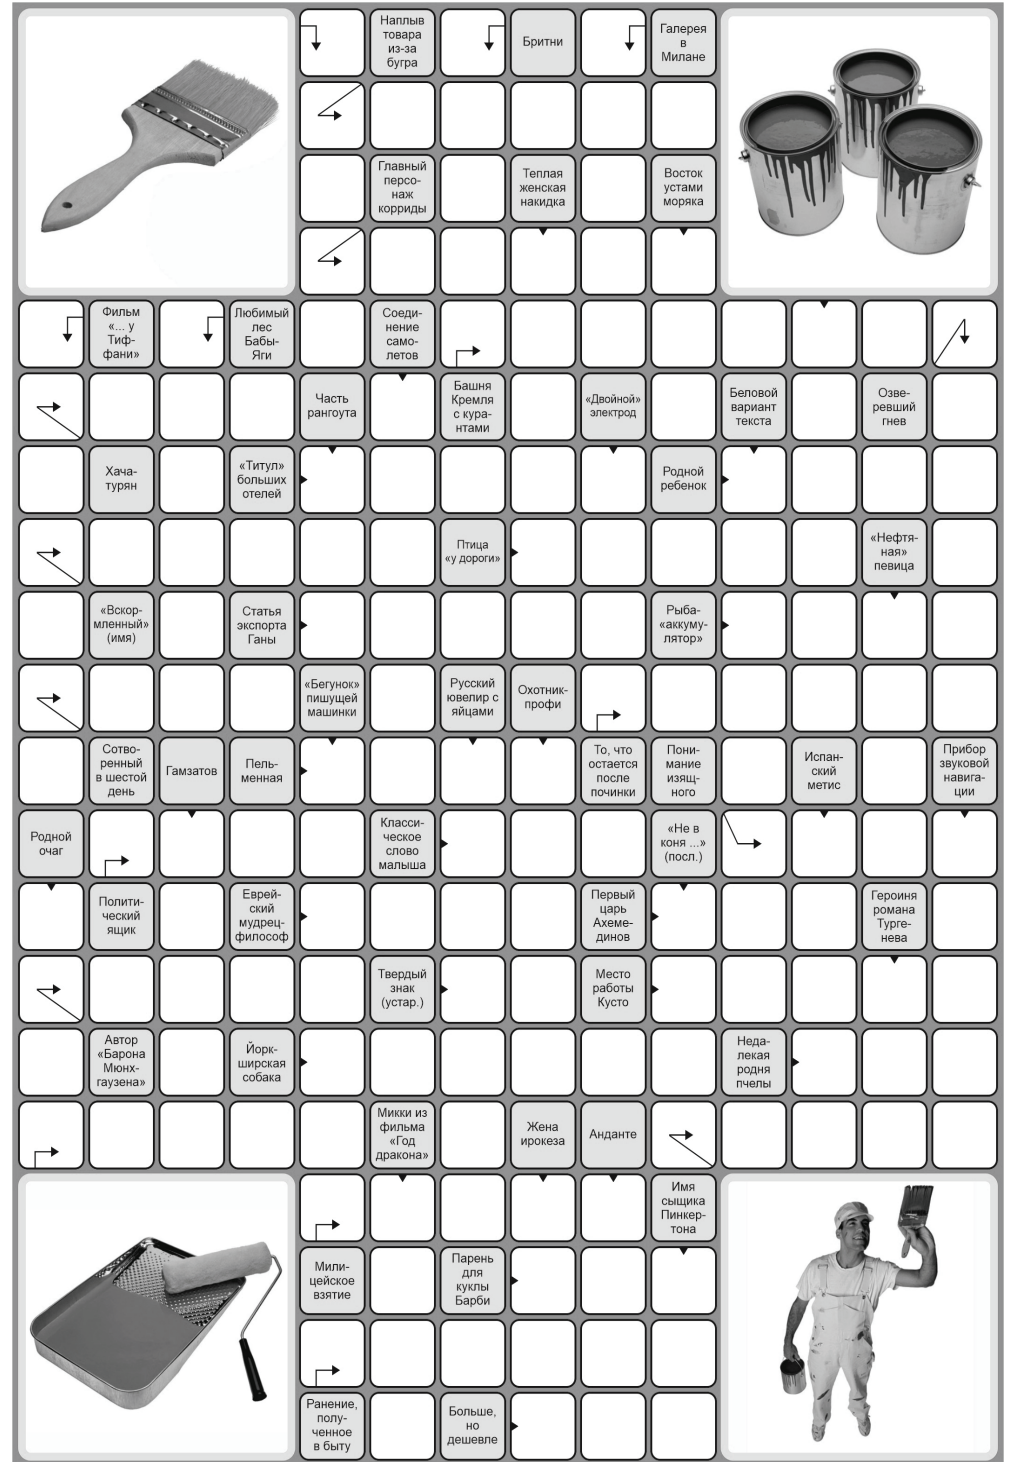 Наплыв
товара
из-за
бугра
Бритни
Галерея
в
Милане
Главный
персо-
наж
корриды
Теплая
женская
накидка
Восток
устами
моряка
Фильм
«... у
Тиф-
фани»
Любимый
лес
Бабы-
Яги
Соеди-
нение
само-
летов
Часть
рангоута
Башня
Кремля
с кура-
нтами
«Двойной»
электрод
Беловой
вариант
текста
Озве-
ревший
гнев
Хача-
турян
«Титул»
больших
отелей
Родной
ребенок
Птица
«у дороги»
«Нефтя-
ная»
певица
«Вскор-
мленный»
(имя)
Статья
экспорта
Ганы
Рыба-
«аккуму-
лятор»
«Бегунок»
пишущей
машинки
Русский
ювелир с
яйцами
Охотник-
профи
Сотво-
ренный
в шестой
день
Гамзатов
Пель-
менная
То, что
остается
после
починки
Пони-
мание
изящ-
ного
Испан-
ский
метис
Прибор
звуковой
навига-
ции
Родной
очаг
Класси-
ческое
слово
малыша
«Не в
коня ...»
(посл.)
Полити-
ческий
ящик
Еврей-
ский
мудрец-
философ
Первый
царь
Ахеме-
динов
Героиня
романа
Турге-
нева
Твердый
знак
(устар.)
Место
работы
Кусто
Автор
«Барона
Мюнх-
гаузена»
Йорк-
ширская
собака
Неда-
лекая
родня
пчелы
Микки из
фильма
«Год
дракона»
Жена
ирокеза
Анданте
Имя
сыщика
Пинкер-
тона
Мили-
цейское
взятие
Парень
для
куклы
Барби
Ранение,
полу-
ченное
в быту
Больше,
но
дешевле